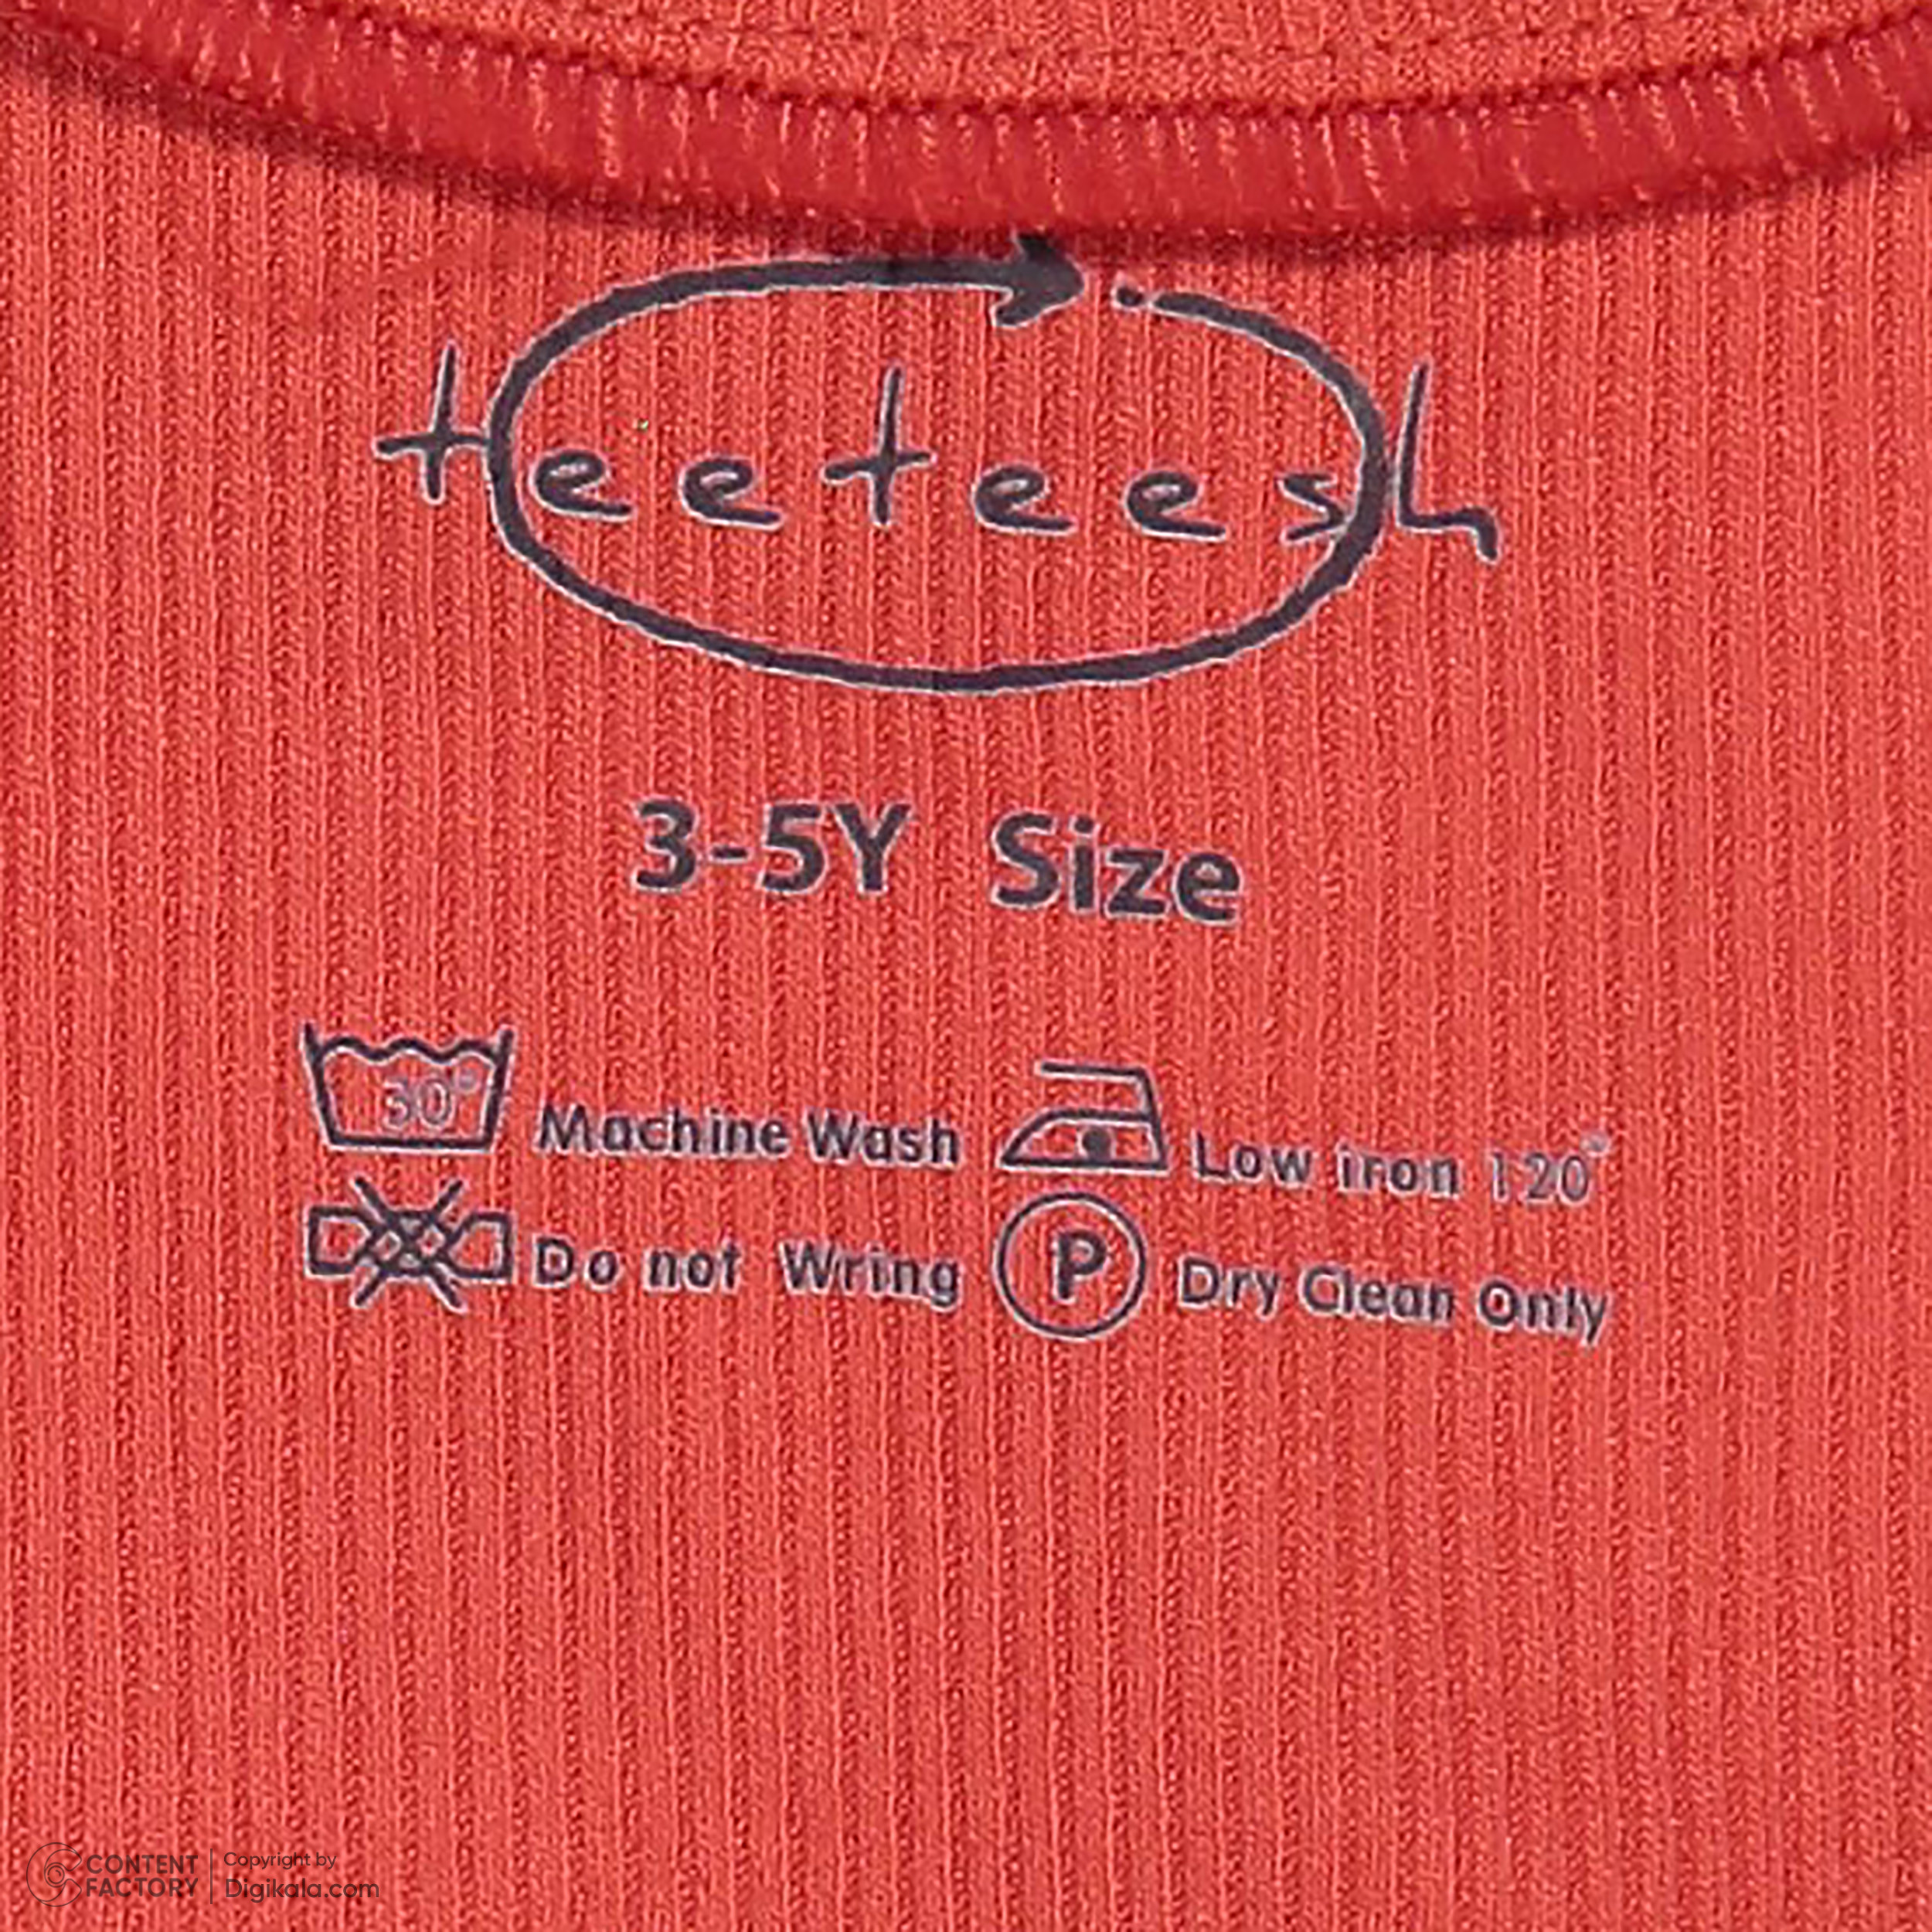 teeteesh
3-5Y Size
30° Machine Wash Low iron 120°
Do not Wring P Dry Clean Only
CONTENT FACTORY
Copyright by
Digikala.com